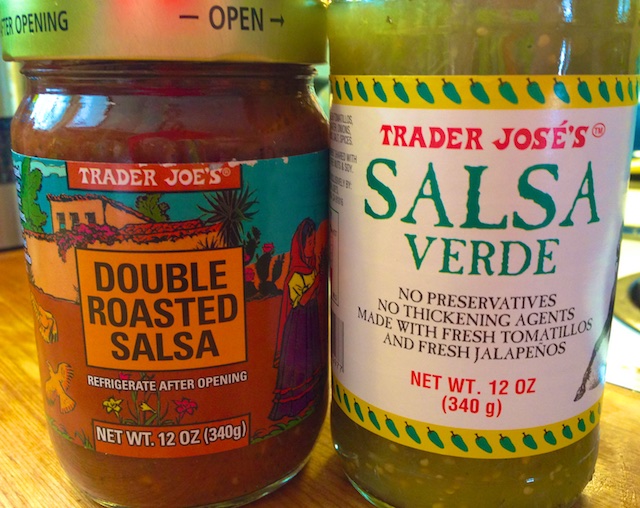 TER OPENING
— OPEN →
TRADER JOE'S®
DOUBLE
ROASTED
SALSA
REFRIGERATE AFTER OPENING
NET WT. 12 OZ (340g)
TRADER JOSÉ'S™
SALSA
VERDE
NO PRESERVATIVES
NO THICKENING AGENTS
MADE WITH FRESH TOMATILLOS
AND FRESH JALAPEÑOS
NET WT. 12 OZ
(340 g)